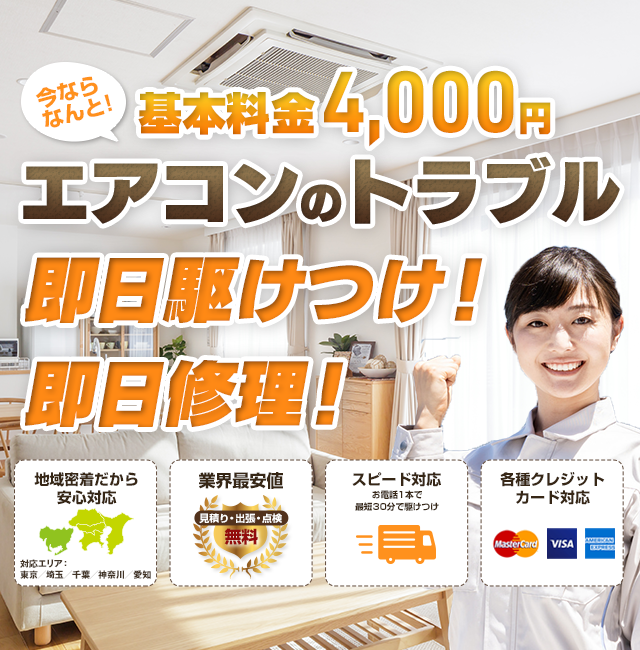 今なら
なんと!
基本料金4,000円
エアコンのトラブル
即日駆けつけ!
即日修理!
地域密着だから
安心対応
対応エリア：
東京／埼玉／千葉／神奈川／愛知
業界最安値
見積り・出張・点検
無料
スピード対応
お電話1本で
最短30分で駆けつけ
各種クレジット
カード対応
MasterCard
VISA
AMERICAN
EXPRESS